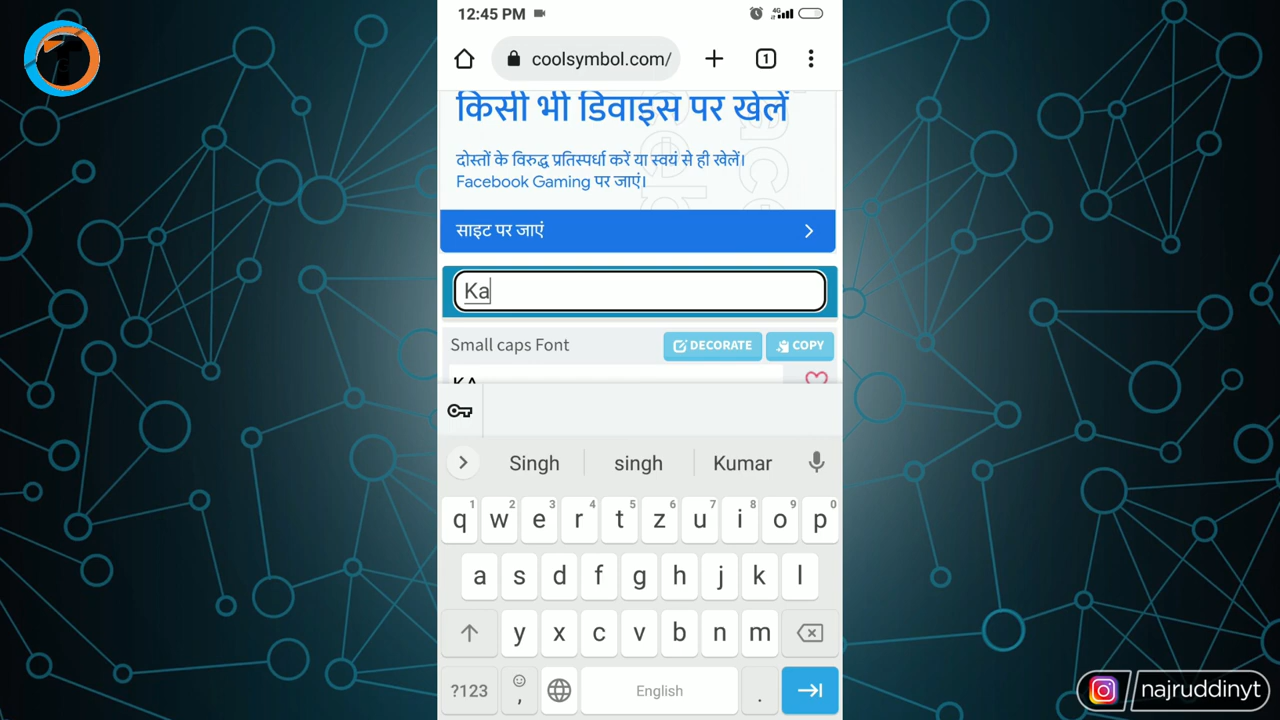 12:45 PM
4G
coolsymbol.com/
1
किसी भी डिवाइस पर खेलें
दोस्तों के विरुद्ध प्रतिस्पर्धा करें या स्वयं से ही खेलें।
Facebook Gaming पर जाएं।
साइट पर जाएं
Ka
Small caps Font
DECORATE
COPY
KA
Singh singh Kumar
1 2 3 4 5 6 7 8 9 0
q w e r t z u i o p
a s d f g h j k l
y x c v b n m
?123 , English .
najruddinyt